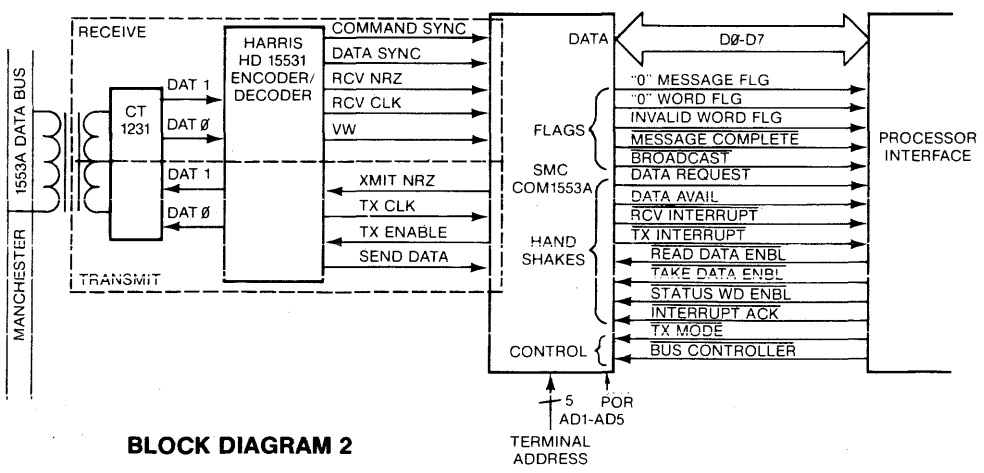 RECEIVE
MANCHESTER 1553A DATA BUS
CT
1231
DAT 1
DAT Ø
DAT 1
DAT Ø
TRANSMIT
HARRIS
HD 15531
ENCODER/
DECODER
COMMAND SYNC
DATA SYNC
RCV NRZ
RCV CLK
VW
XMIT NRZ
TX CLK
TX ENABLE
SEND DATA
DATA
FLAGS
SMC
COM1553A
HAND
SHAKES
CONTROL
DØ-D7
"0" MESSAGE FLG
"0" WORD FLG
INVALID WORD FLG
MESSAGE COMPLETE
BROADCAST
DATA REQUEST
DATA AVAIL
RCV INTERRUPT
TX INTERRUPT
READ DATA ENBL
TAKE DATA ENBL
STATUS WD ENBL
INTERRUPT ACK
TX MODE
BUS CONTROLLER
PROCESSOR
INTERFACE
5
AD1-AD5
POR
TERMINAL
ADDRESS
BLOCK DIAGRAM 2